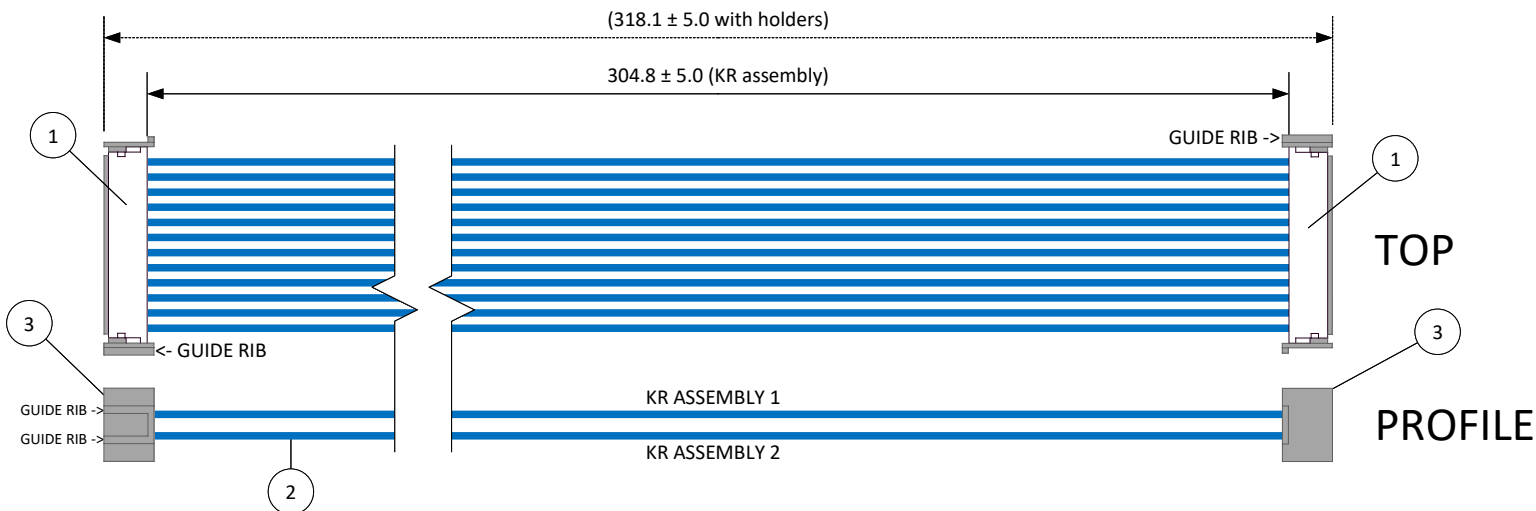 (318.1 ± 5.0 with holders)
304.8 ± 5.0 (KR assembly)
1
GUIDE RIB ->
1
TOP
3
<- GUIDE RIB
3
GUIDE RIB ->
KR ASSEMBLY 1
PROFILE
GUIDE RIB ->
KR ASSEMBLY 2
2